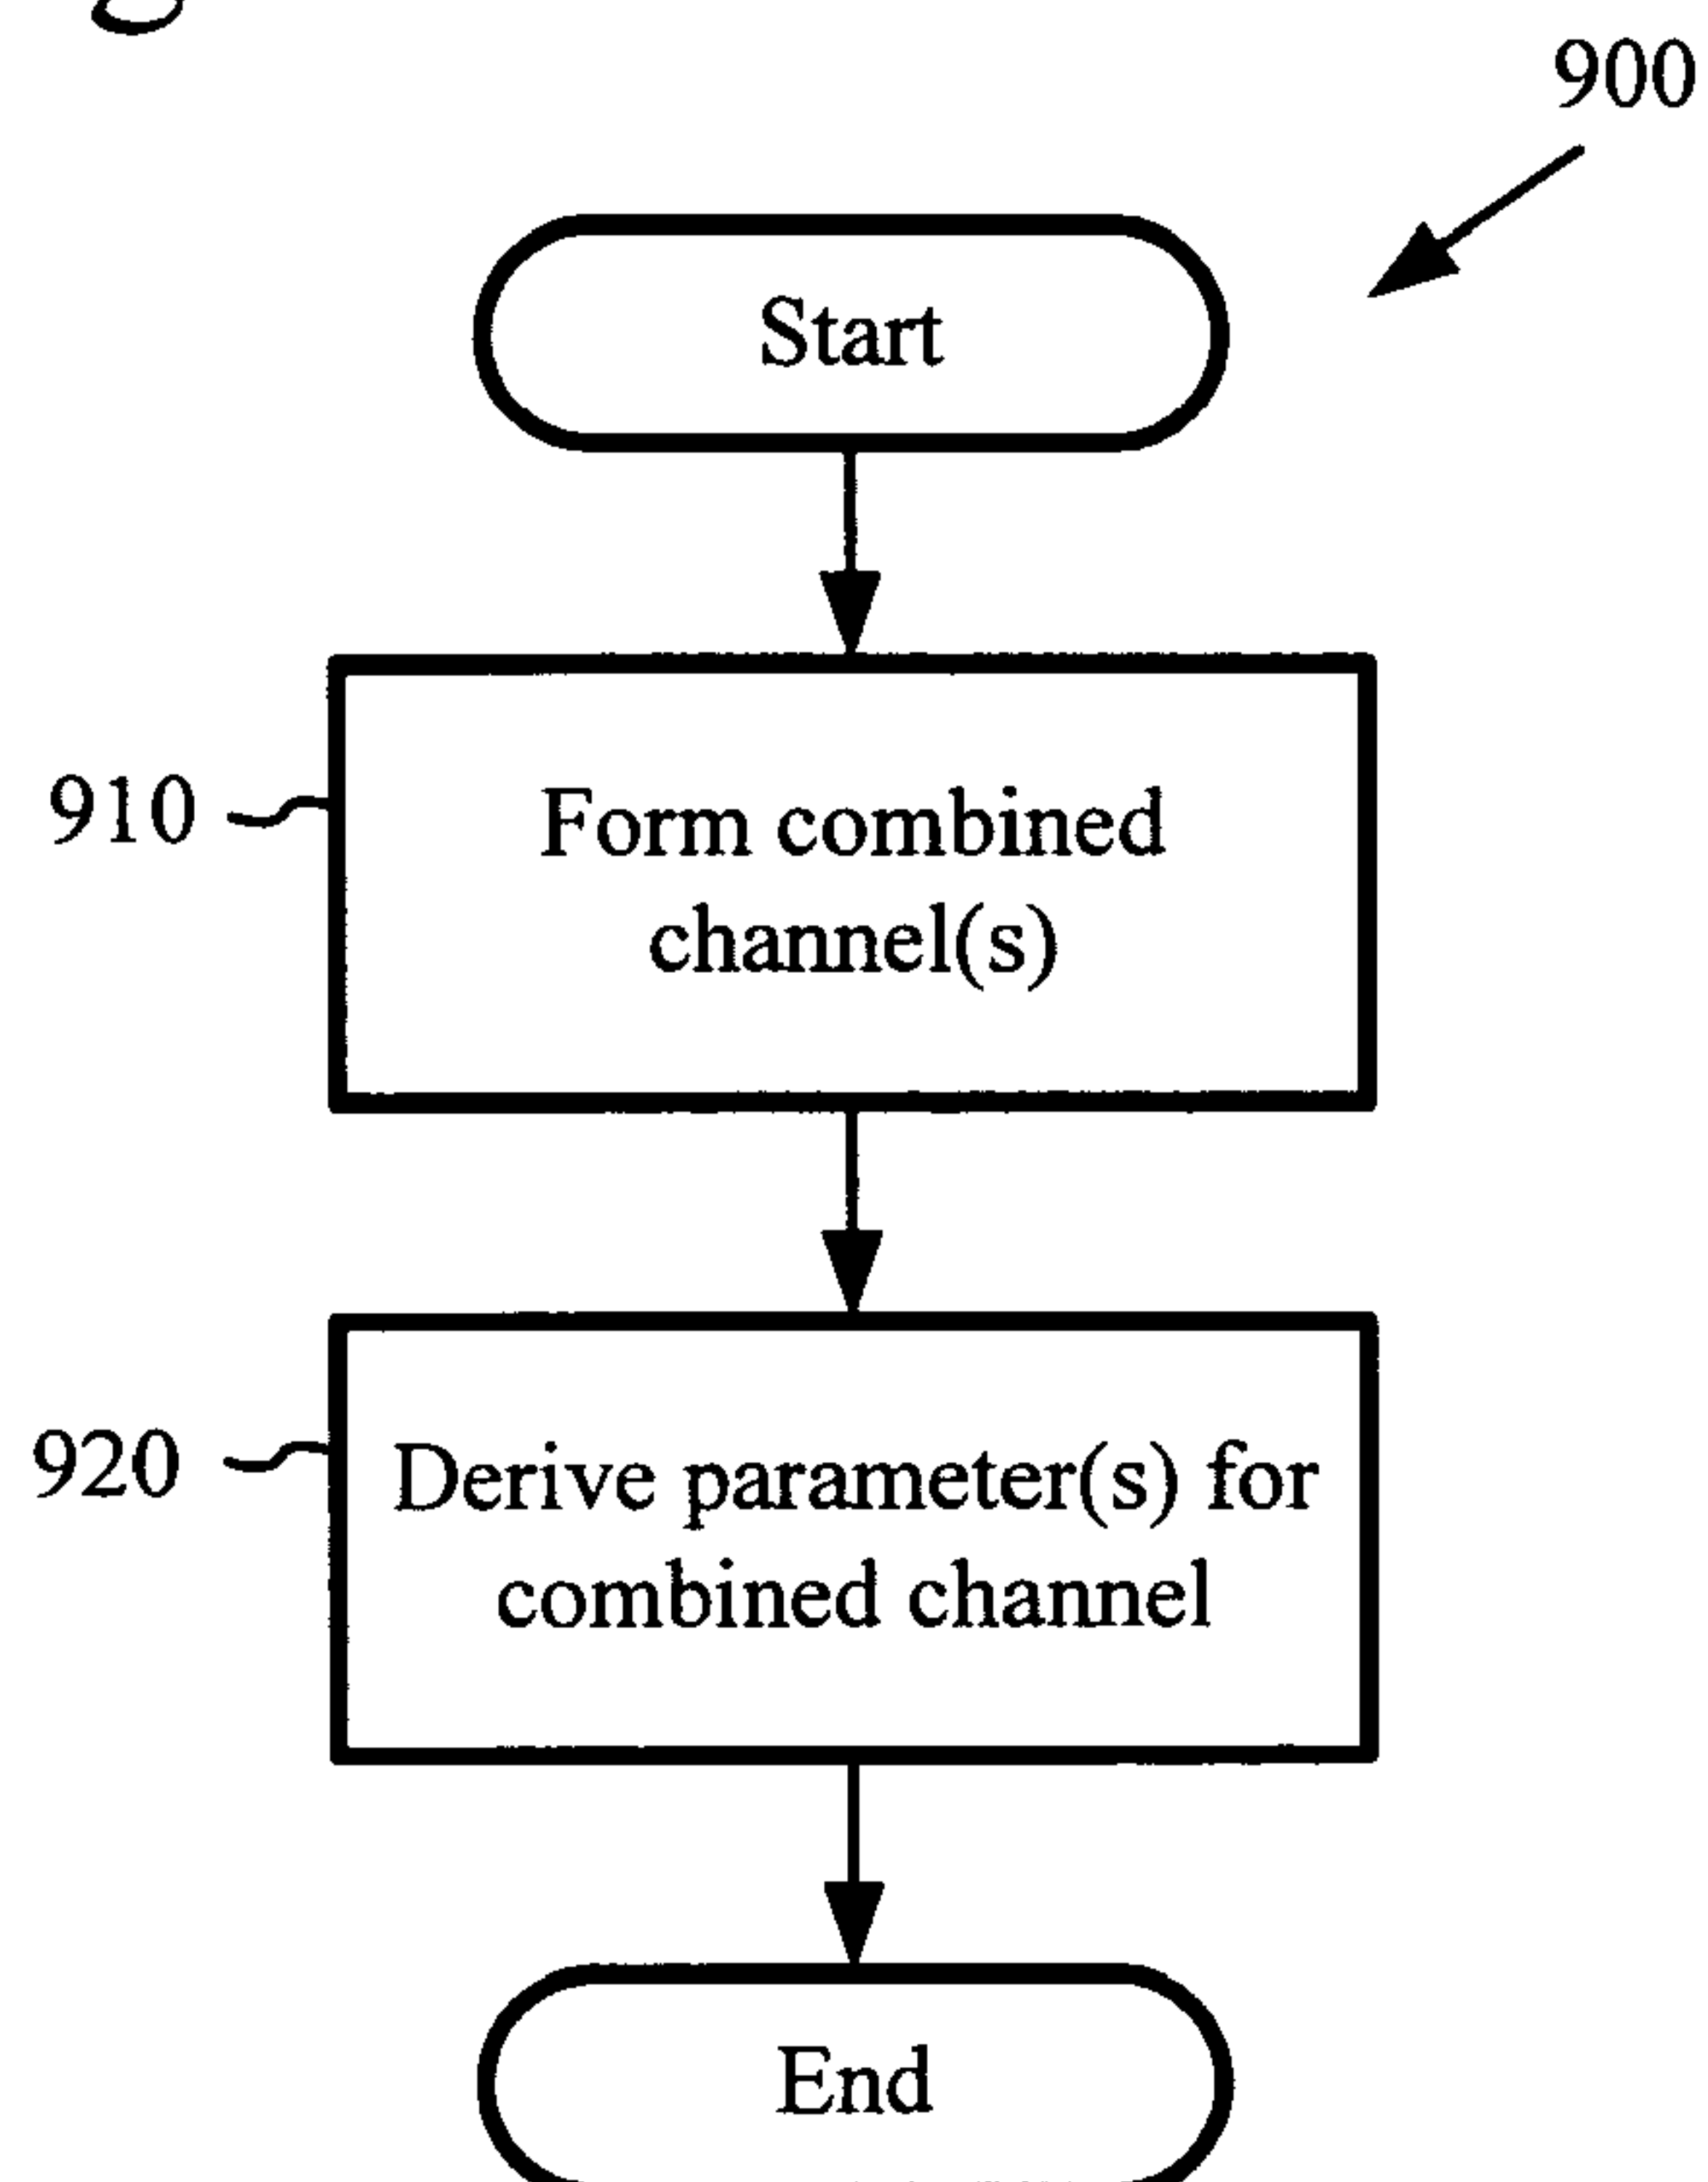 900
Start
910
Form combined
channel(s)
920
Derive parameter(s) for
combined channel
End